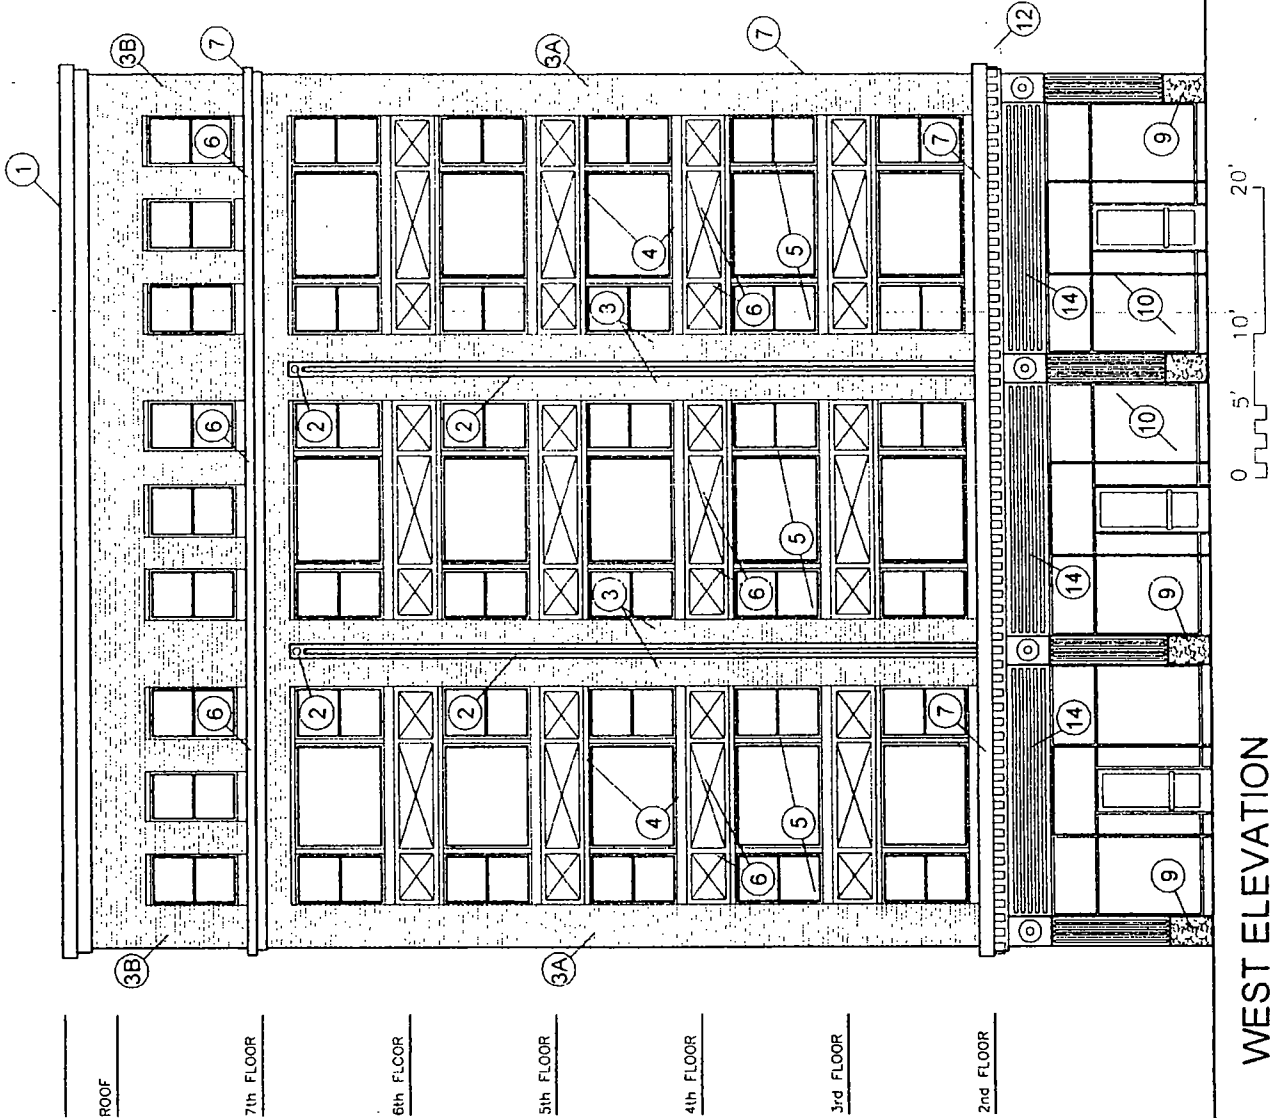 1
3B 3B
ROOF
6 6 6 7
7th FLOOR
2 2
6th FLOOR
2 2
5th FLOOR
3A 3A
3 3
4 4
4th FLOOR
6 6 6
5 5 5
7
3rd FLOOR
7 7
2nd FLOOR
12
14 14 14
10 10
9 9 9
0 5' 10' 20'
WEST ELEVATION